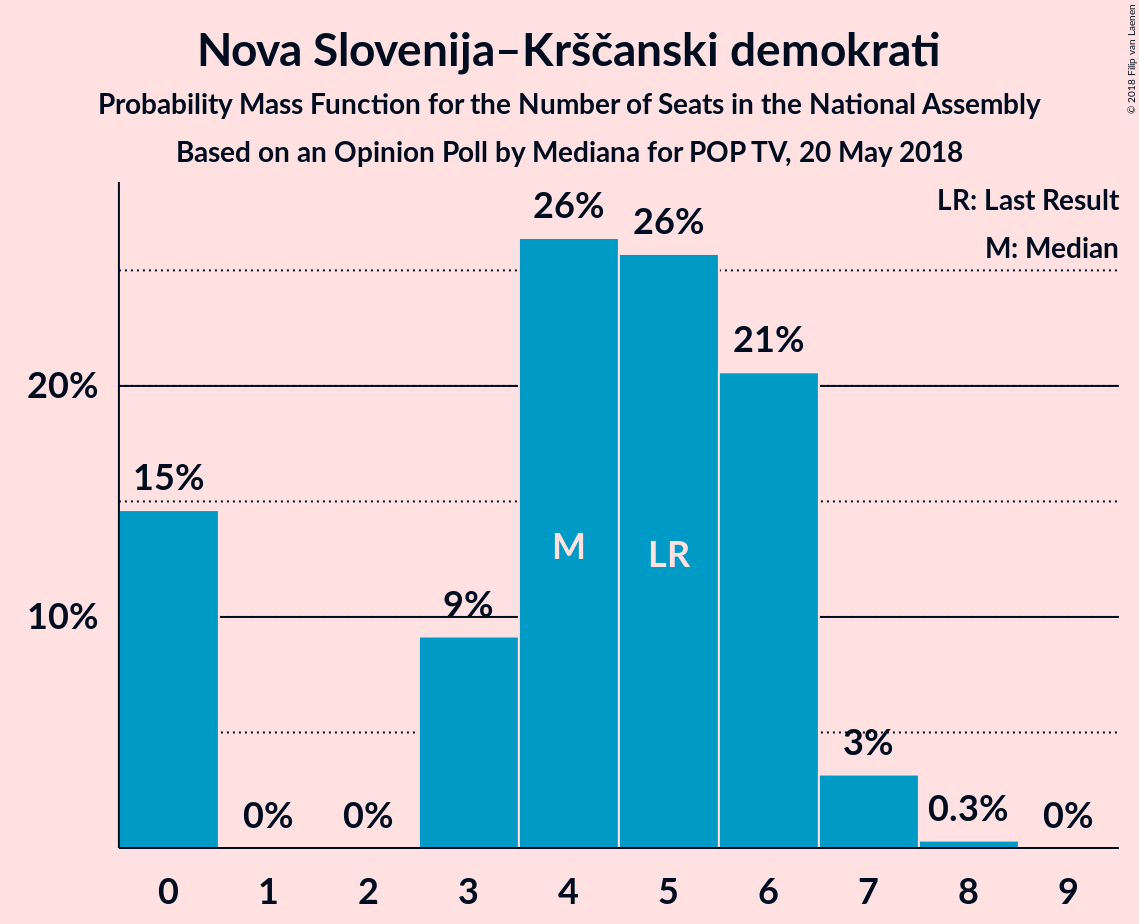 Nova Slovenija–Krščanski demokrati
Probability Mass Function for the Number of Seats in the National Assembly
Based on an Opinion Poll by Mediana for POP TV, 20 May 2018
© 2018 Filip van Laenen
LR: Last Result
M: Median
26%
26%
21%
20%
15%
M
LR
9%
10%
3%
0%
0%
0.3%
0%
0 1 2 3 4 5 6 7 8 9